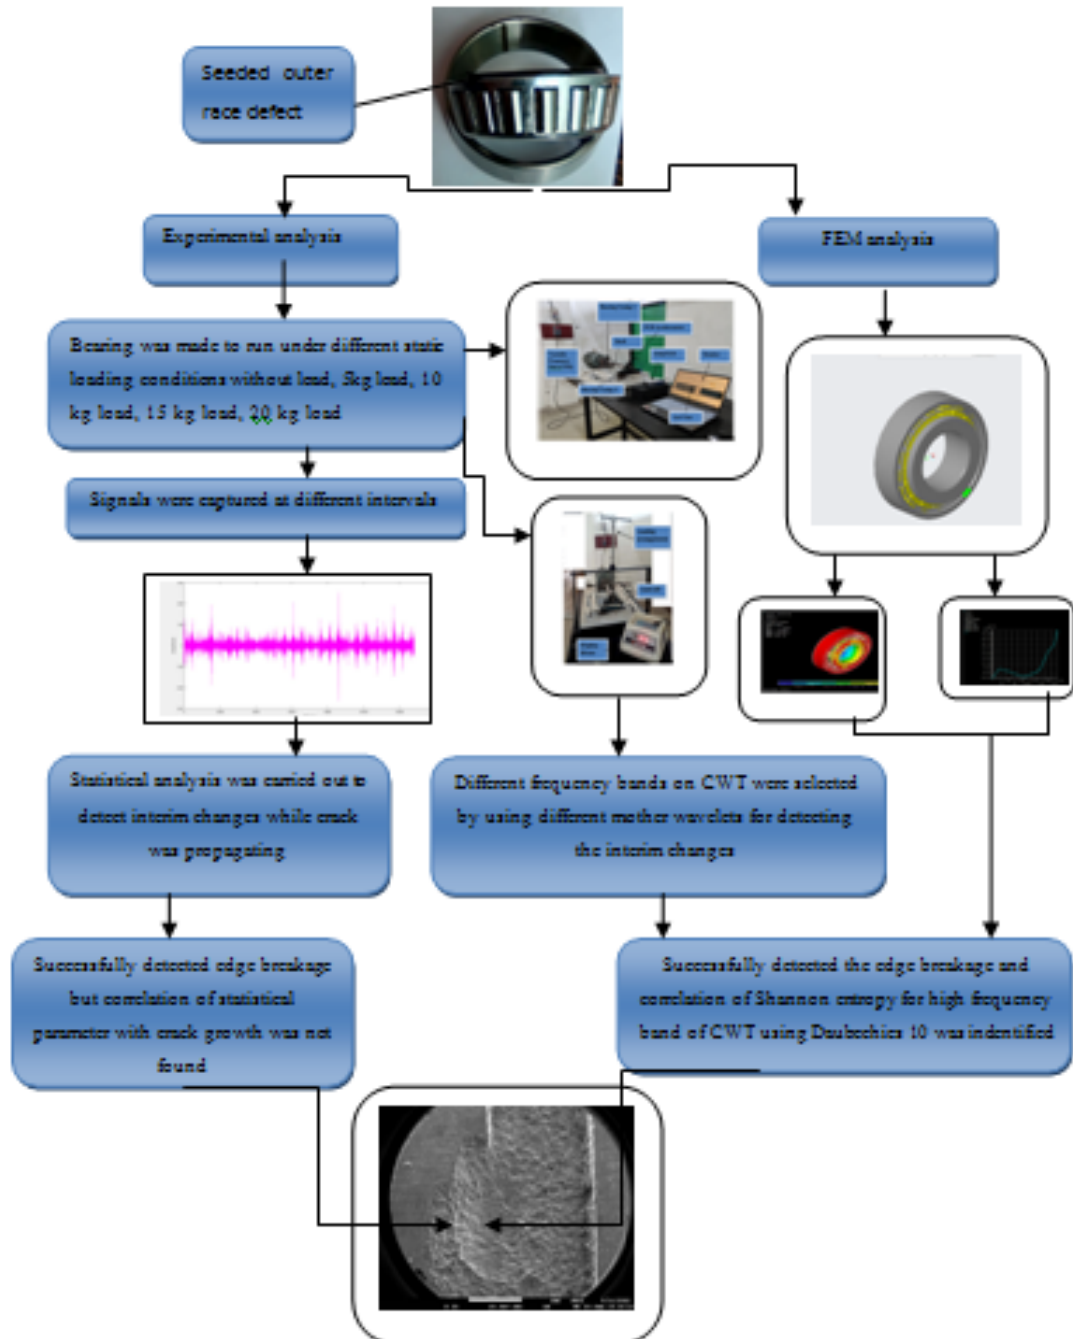 Seeded outer
race defect
Experimental analysis
FEM analysis
Bearing was made to run under different static
loading conditions without load, 5kg load, 10
kg load, 15 kg load, 20 kg load
Signals were captured at different intervals
Statistical analysis was carried out to
detect interim changes while crack
was propagating
Different frequency bands on CWT were selected
by using different mother wavelets for detecting
the interim changes
Successfully detected edge breakage
but correlation of statistical
parameter with crack growth was not
found
Successfully detected the edge breakage and
correlation of Shannon entropy for high frequency
band of CWT using Daubechies 10 was indentified